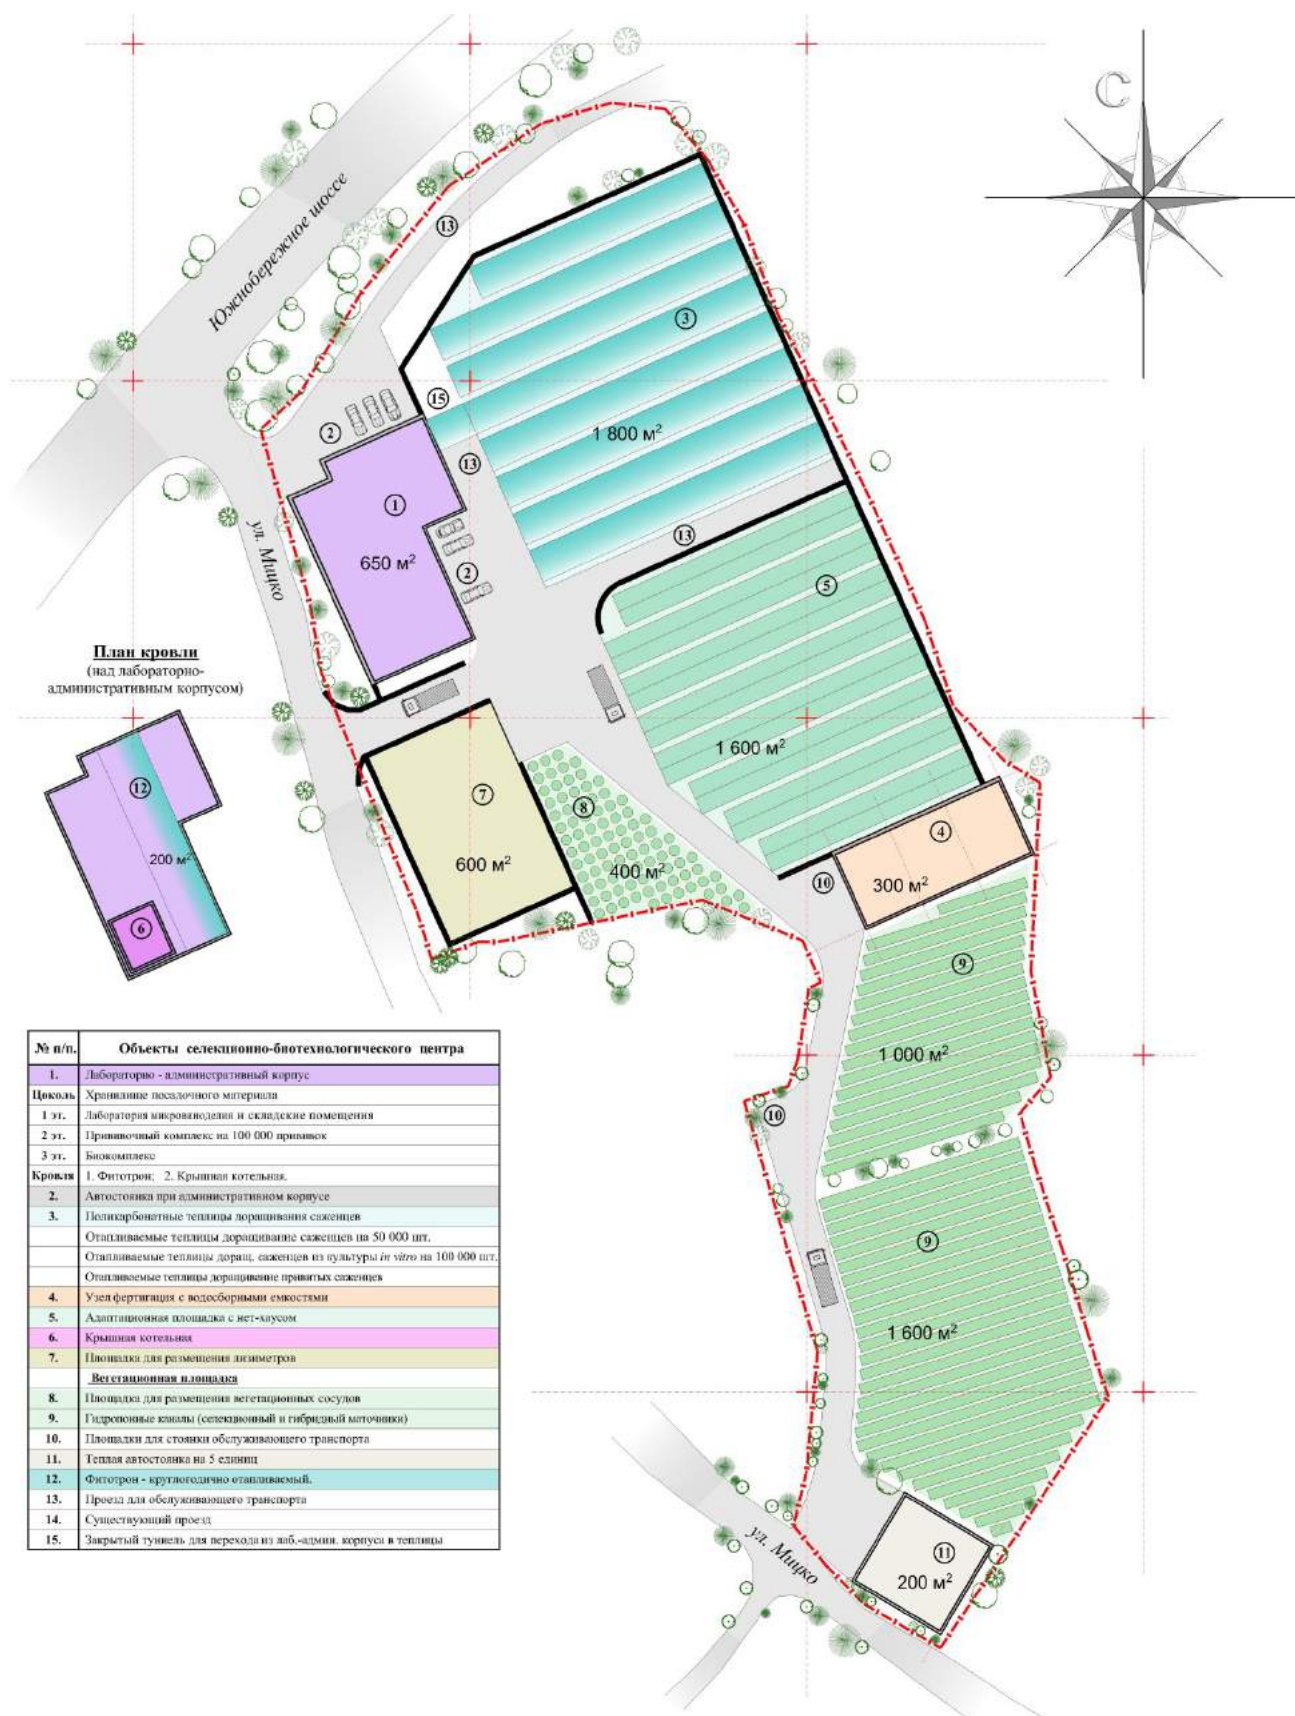 С
Южнобережное шоссе
13
3
15
2
1 800 м²
13
1
ул. Мицко
650 м²
13
2
5
План кровли
(над лабораторно-
административным корпусом)
12
200 м²
6
1 600 м²
7
8
4
600 м²
400 м²
10
300 м²
9
1 000 м²
10
9
1 600 м²
ул. Мицко
11
200 м²
№ п/п. Объекты селекционно-биотехнологического центра
1. Лабораторно - административный корпус
Цоколь Хранилище посадочного материала
1 эт. Лаборатория микровиноделия и складские помещения
2 эт. Прививочный комплекс на 100 000 прививок
3 эт. Биокомплекс
Кровля 1. Фитотрон; 2. Крышная котельная.
2. Автостоянка при административном корпусе
3. Поликарбонатные теплицы доращивания саженцев
Отапливаемые теплицы доращивание саженцев на 50 000 шт.
Отапливаемые теплицы доращ. саженцев из культуры in vitro на 100 000 шт.
Отапливаемые теплицы доращивание привитых саженцев
4. Узел фертигация с водосборными емкостями
5. Адаптационная площадка с нет-хаусом
6. Крышная котельная
7. Площадка для размещения лизиметров
Вегетационная площадка
8. Площадка для размещения вегетационных сосудов
9. Гидропонные каналы (селекционный и гибридный маточники)
10. Площадки для стоянки обслуживающего транспорта
11. Теплая автостоянка на 5 единиц
12. Фитотрон - круглогодично отапливаемый.
13. Проезд для обслуживающего транспорта
14. Существующий проезд
15. Закрытый туннель для перехода из лаб.-админ. корпуса в теплицы